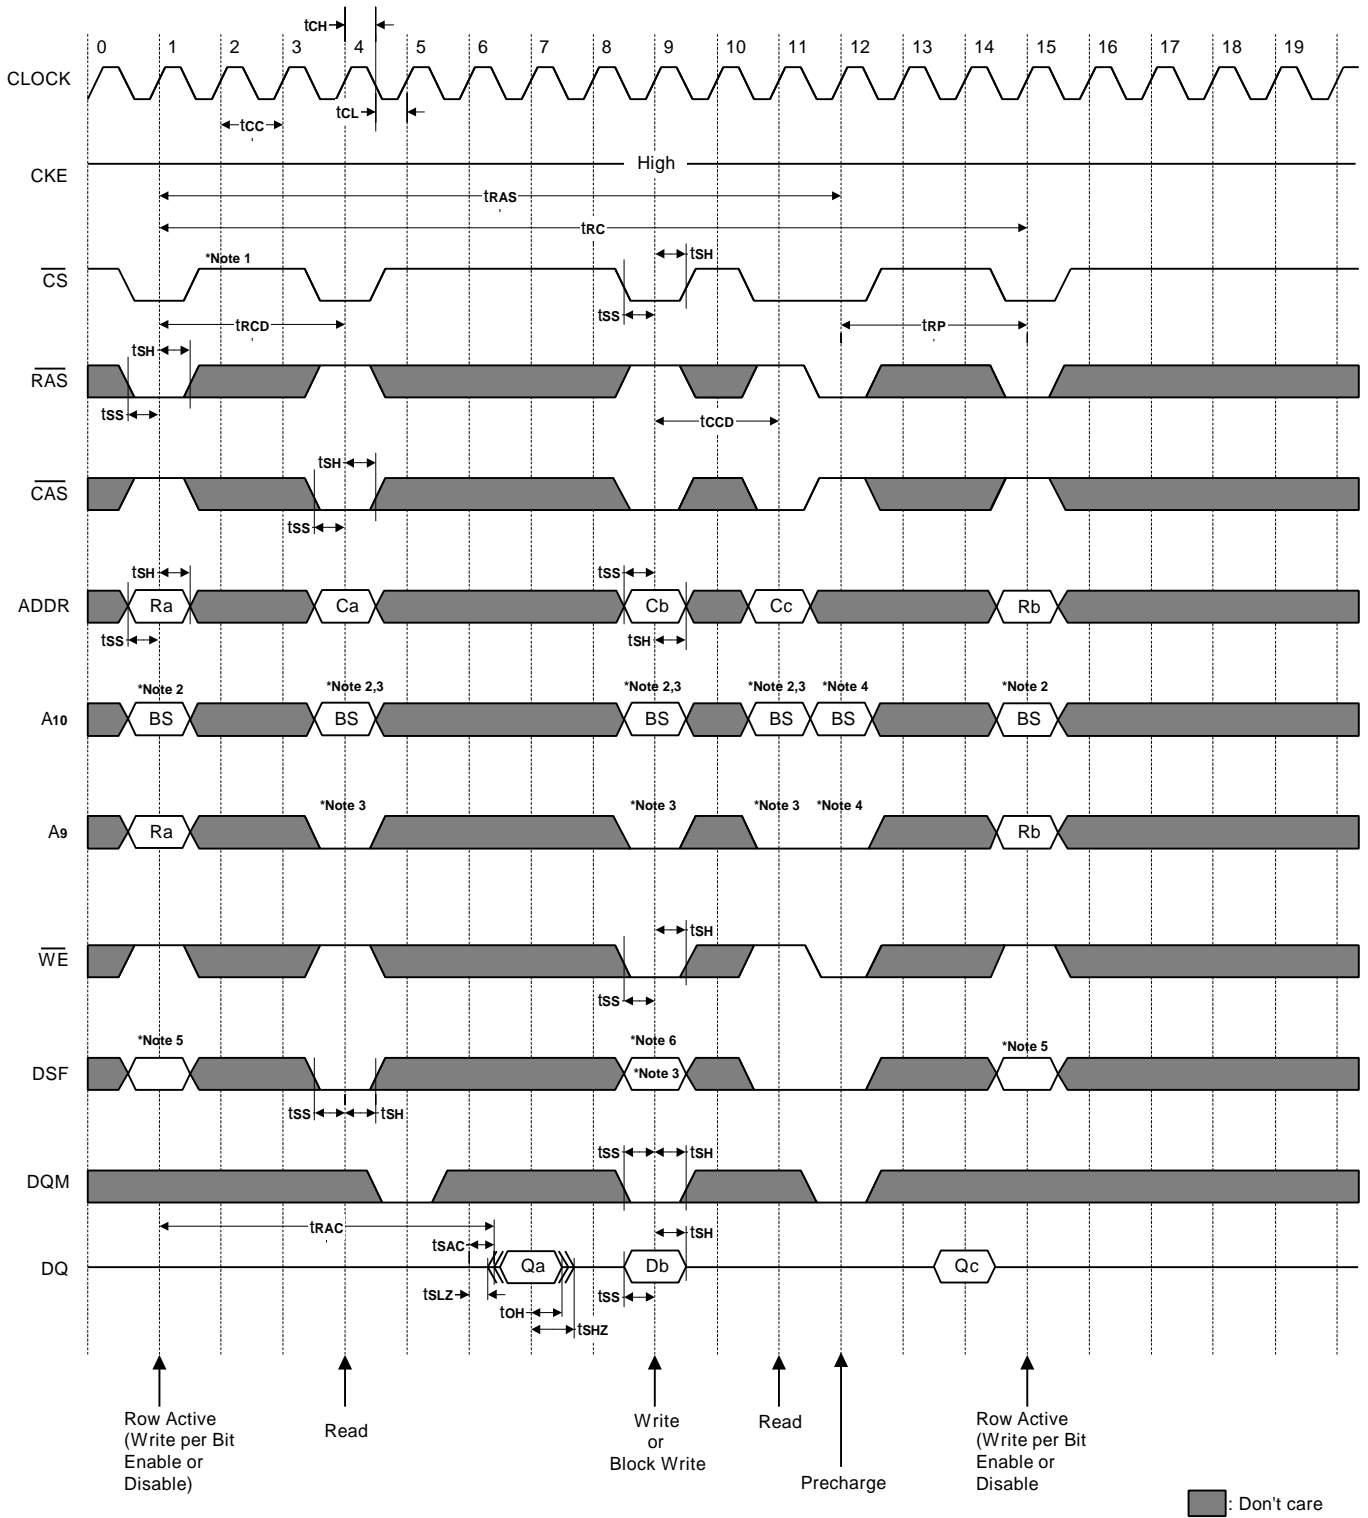 tCH
0 1 2 3 4 5 6 7 8 9 10 11 12 13 14 15 16 17 18 19
CLOCK
tCL
tCC
High
CKE
tRAS
tRC
*Note 1 tSH
CS
tSS
tRCD tRP
tSH
RAS
tSS
tCCD
tSH
CAS
tSS
tSH tSS
ADDR Ra Ca Cb Cc Rb
tSS tSH
*Note 2 *Note 2,3 *Note 2,3 *Note 2,3 *Note 4 *Note 2
A10 BS BS BS BS BS BS
*Note 3 *Note 3 *Note 3 *Note 4
A9 Ra Rb
tSH
WE
tSS
*Note 5 *Note 6 *Note 5
DSF *Note 3
tSS tSH
tSS tSH
DQM
tRAC tSH
tSAC
DQ Qa Db Qc
tSLZ tSS
tOH
tSHZ
Row Active
(Write per Bit
Enable or
Disable)
Read
Write
or
Block Write
Read
Precharge
Row Active
(Write per Bit
Enable or
Disable
: Don't care